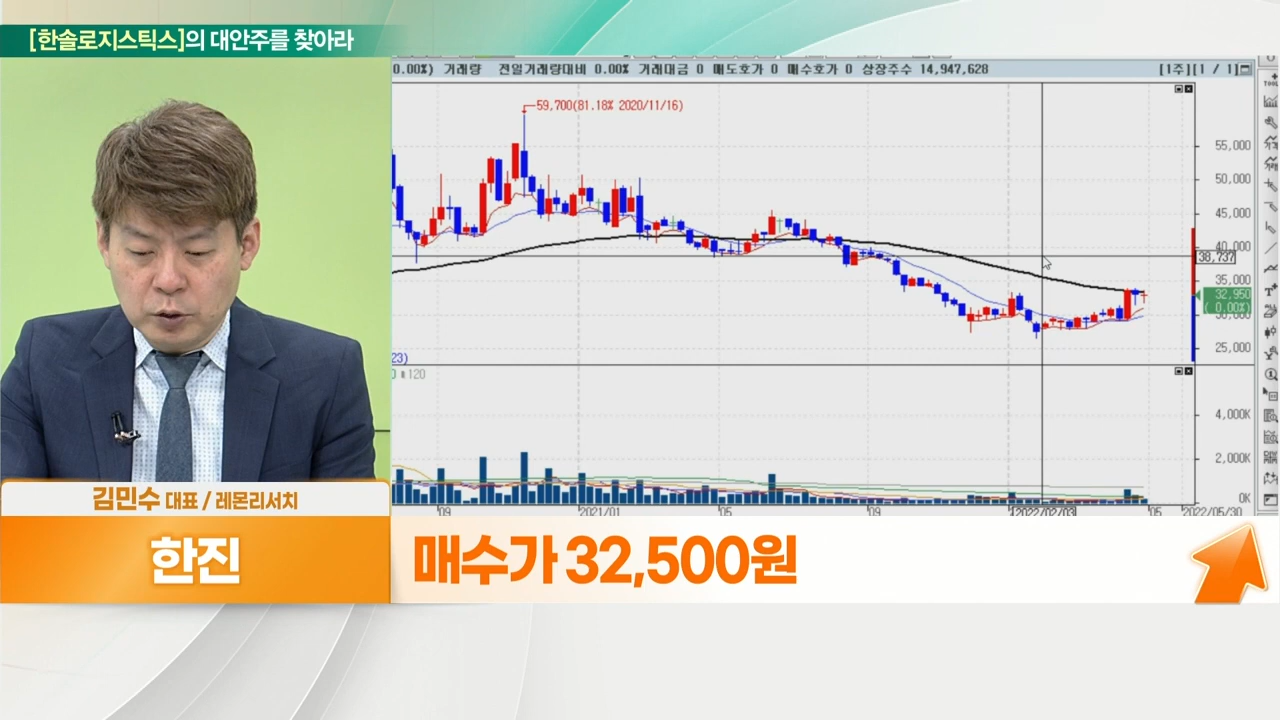 [한솔로지스틱스]의 대안주를 찾아라
0.00%) 거래량 전일거래량대비 0.00% 거래대금 0 매도호가 0 매수호가 0 상장주수 14,947,628 [1주][1 / 1]
59,700(81.18% 2020/11/16)
55,000
50,000
45,000
40,000
38,737
35,000
32,950
( 0.00%)
30,000
25,000
23)
120
4,000K
2,000K
0K
09 2021/01 05 09 2022/02/03 05 2022/05/30
김민수 대표 / 레몬리서치
한진
매수가 32,500원